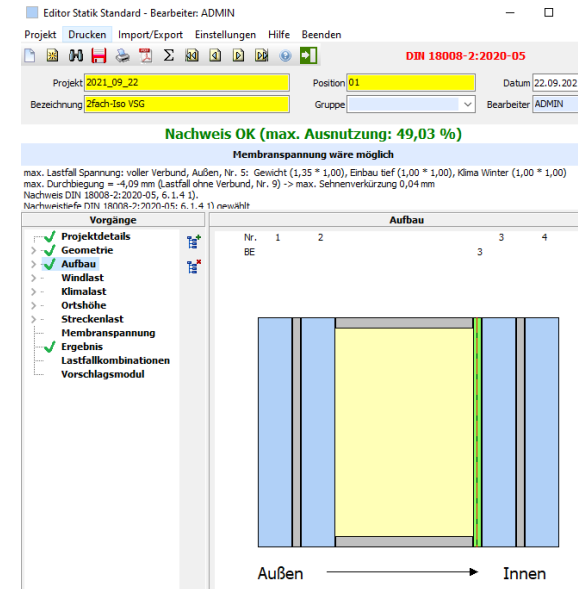 Editor Statik Standard - Bearbeiter: ADMIN
Projekt Drucken Import/Export Einstellungen Hilfe Beenden
DIN 18008-2:2020-05
Projekt 2021_09_22 Position 01 Datum 22.09.202
Bezeichnung 2fach-Iso VSG Gruppe Bearbeiter ADMIN
Nachweis OK (max. Ausnutzung: 49,03 %)
Membranspannung wäre möglich
max. Lastfall Spannung: voller Verbund, Außen, Nr. 5: Gewicht (1,35 * 1,00), Einbau tief (1,00 * 1,00), Klima Winter (1,00 * 1,00)
max. Durchbiegung = -4,09 mm (Lastfall ohne Verbund, Nr. 9) -> max. Sehnenverkürzung 0,04 mm
Nachweis DIN 18008-2:2020-05, 6.1.4 1).
Nachweistiefe DIN 18008-2:2020-05: 6.1.4 1) gewählt
Vorgänge Aufbau
Projektdetails
Geometrie
Aufbau
Windlast
Klimalast
Ortshöhe
Streckenlast
Membranspannung
Ergebnis
Lastfallkombinationen
Vorschlagsmodul
Nr. 1 2 3 4
BE 3
Außen Innen